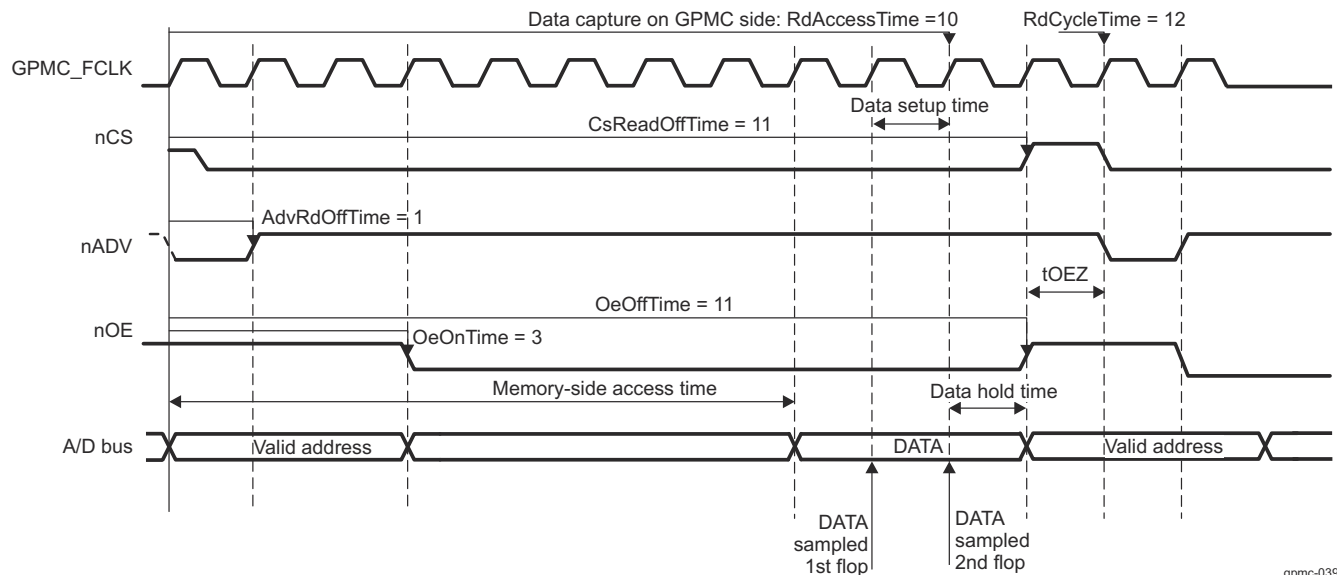 Data capture on GPMC side: RdAccessTime =10
RdCycleTime = 12
GPMC_FCLK
Data setup time
nCS
CsReadOffTime = 11
AdvRdOffTime = 1
nADV
tOEZ
OeOffTime = 11
nOE
OeOnTime = 3
Memory-side access time
Data hold time
A/D bus
Valid address
DATA
Valid address
DATA
sampled
1st flop
DATA
sampled
2nd flop
gpmc-039